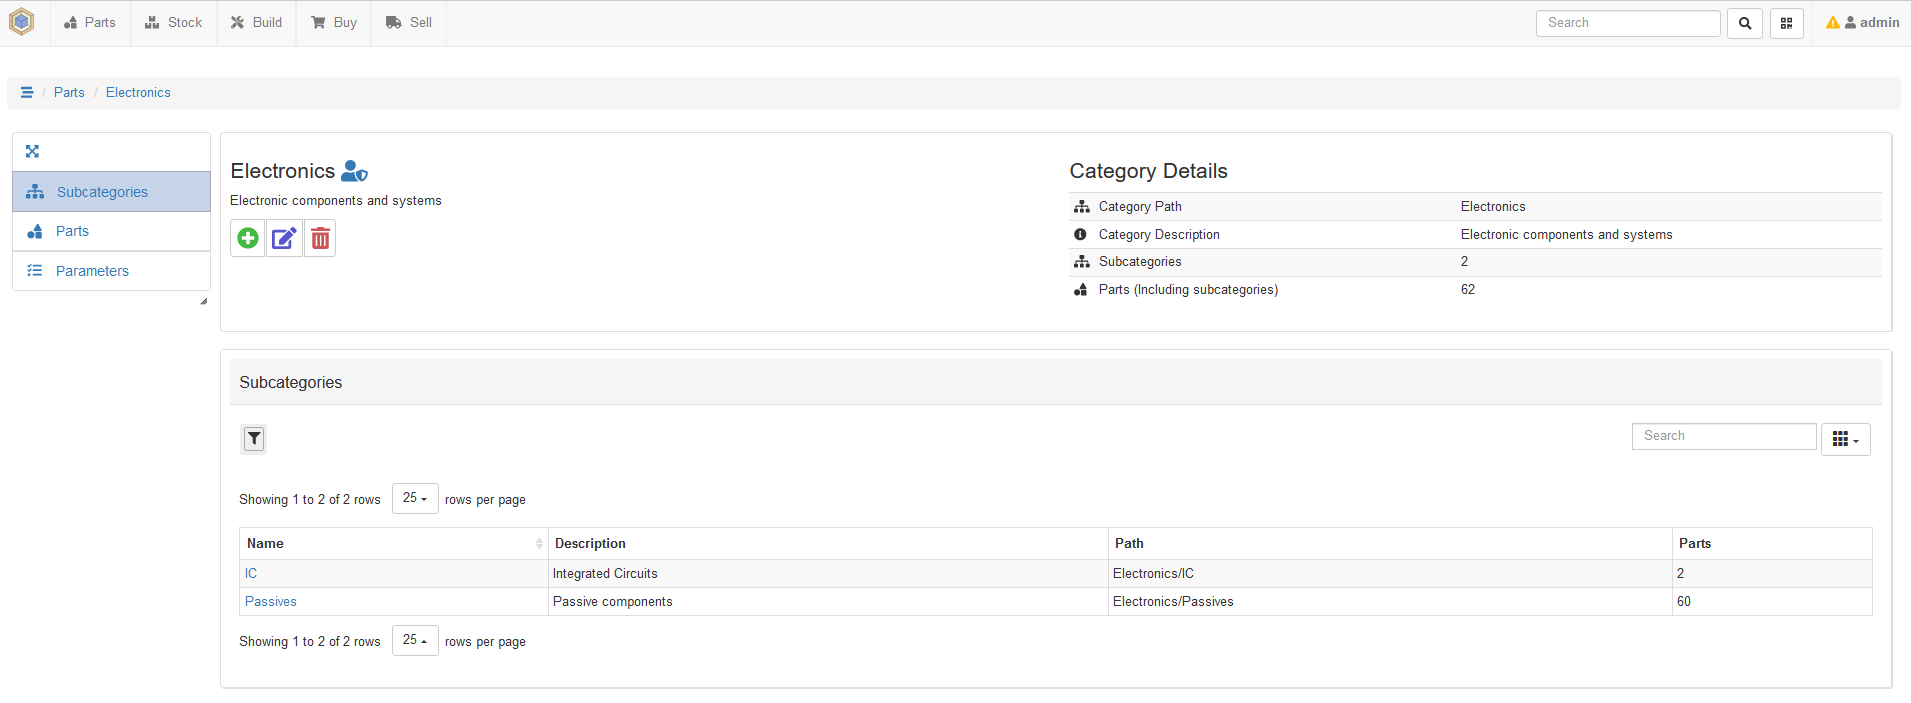 Parts Stock Build Buy Sell Search admin
/ Parts / Electronics
Subcategories
Parts
Parameters
Electronics
Electronic components and systems
Category Details
Category Path Electronics
Category Description Electronic components and systems
Subcategories 2
Parts (Including subcategories) 62
Subcategories
Search
Showing 1 to 2 of 2 rows 25 rows per page
Name Description Path Parts
IC Integrated Circuits Electronics/IC 2
Passives Passive components Electronics/Passives 60
Showing 1 to 2 of 2 rows 25 rows per page